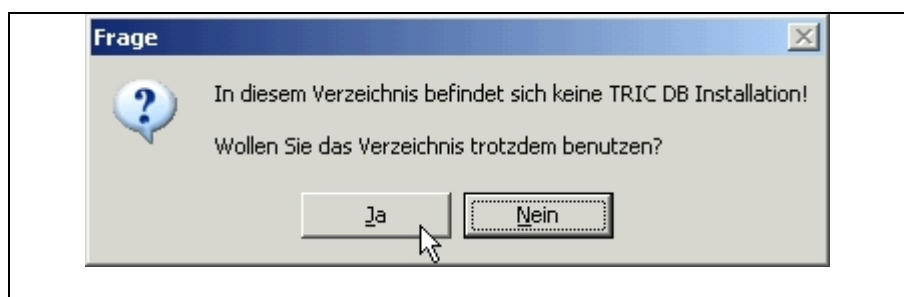 Frage
In diesem Verzeichnis befindet sich keine TRIC DB Installation!
Wollen Sie das Verzeichnis trotzdem benutzen?
Ja Nein